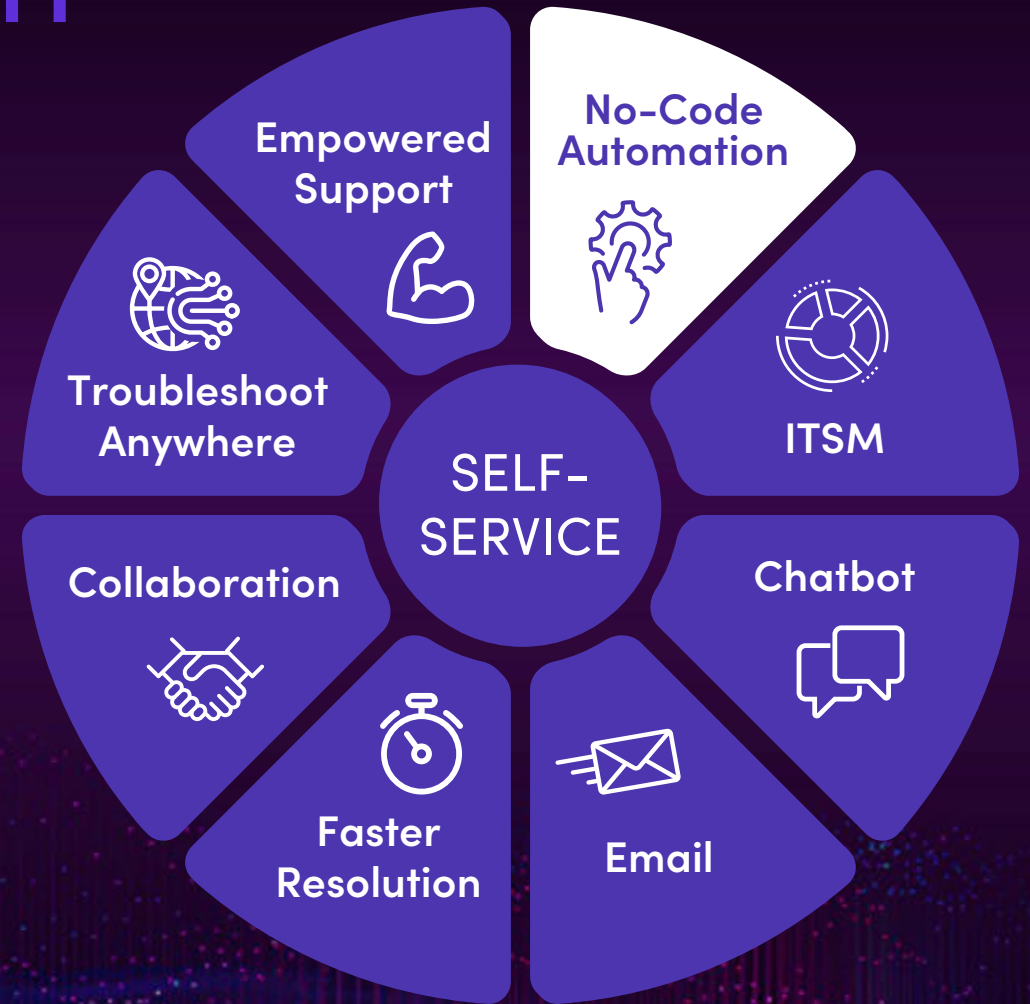 Empowered
Support
No-Code
Automation
Troubleshoot
Anywhere
ITSM
SELF-
SERVICE
Collaboration
Chatbot
Faster
Resolution
Email